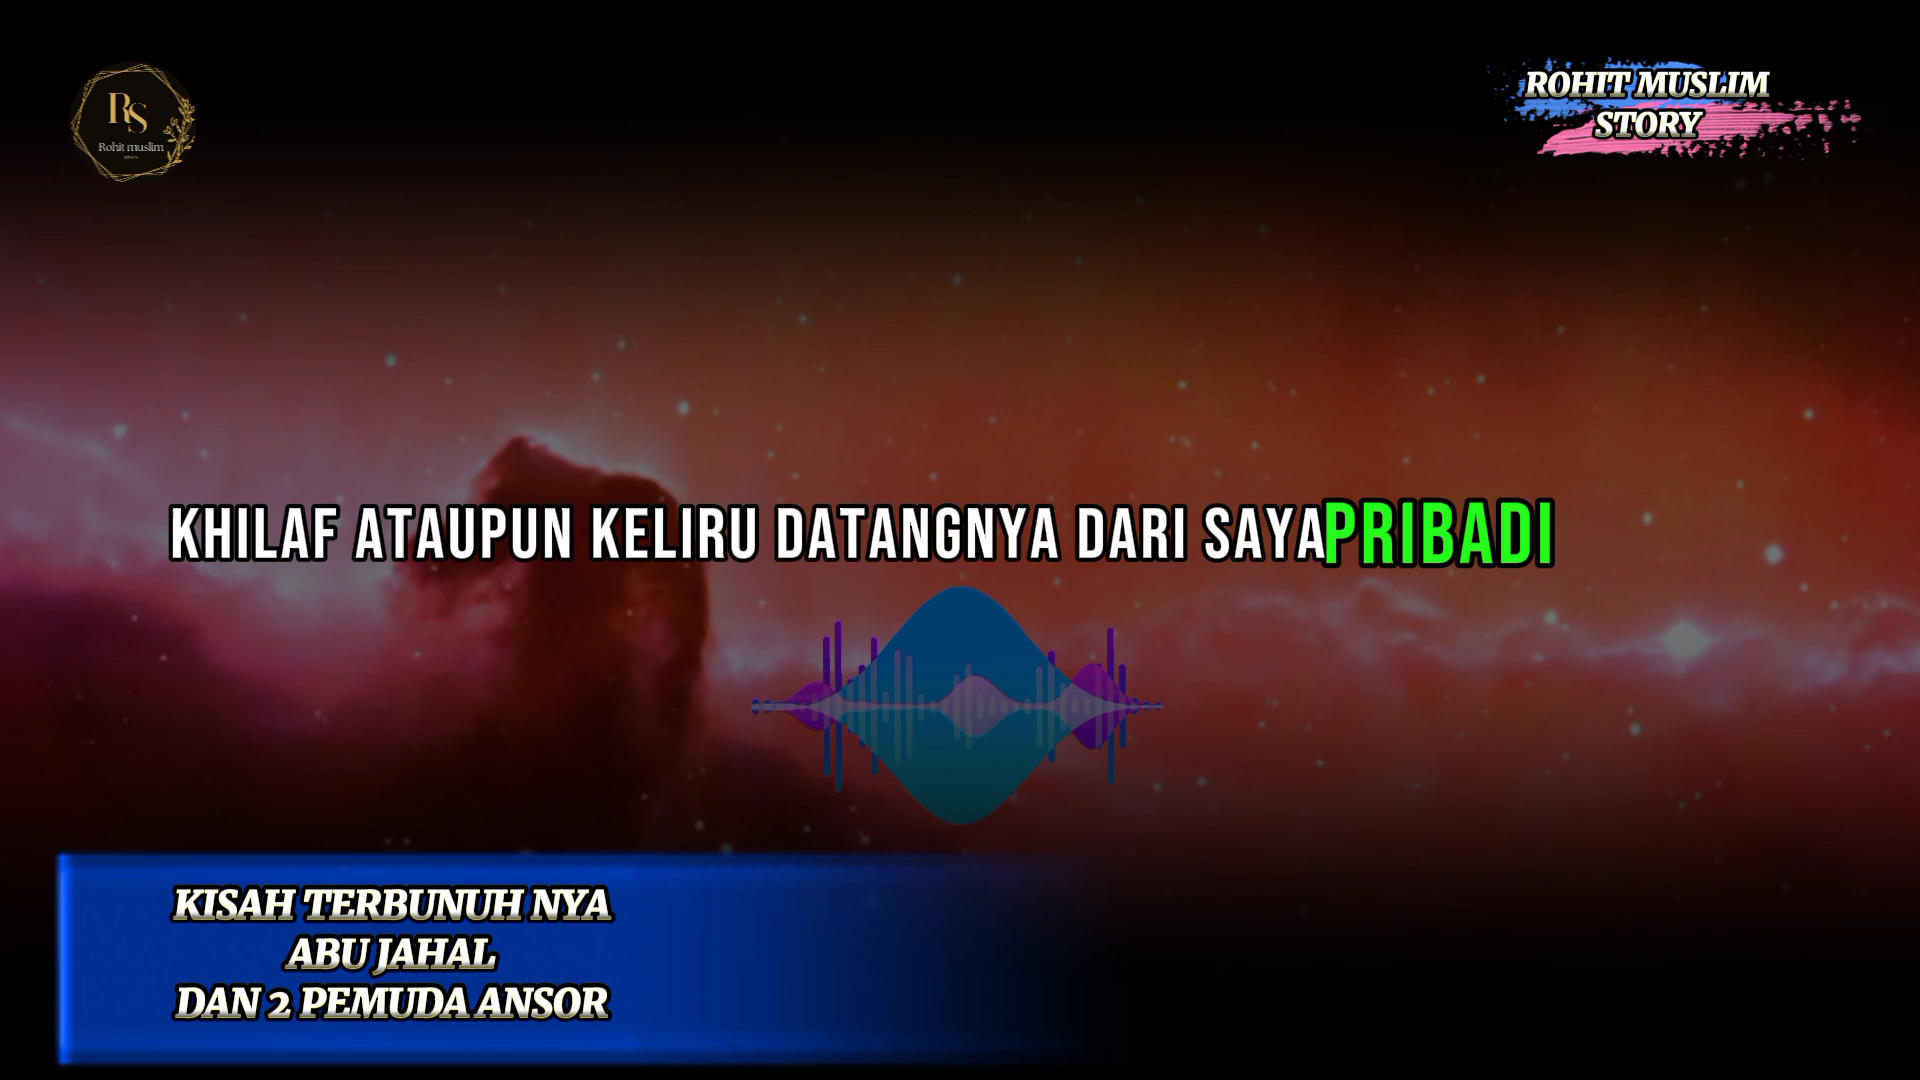 RS
Rohit muslim
ROHIT MUSLIM
STORY
KHILAF ATAUPUN KELIRU DATANGNYA DARI SAYA PRIBADI
KISAH TERBUNUH NYA
ABU JAHAL
DAN 2 PEMUDA ANSOR